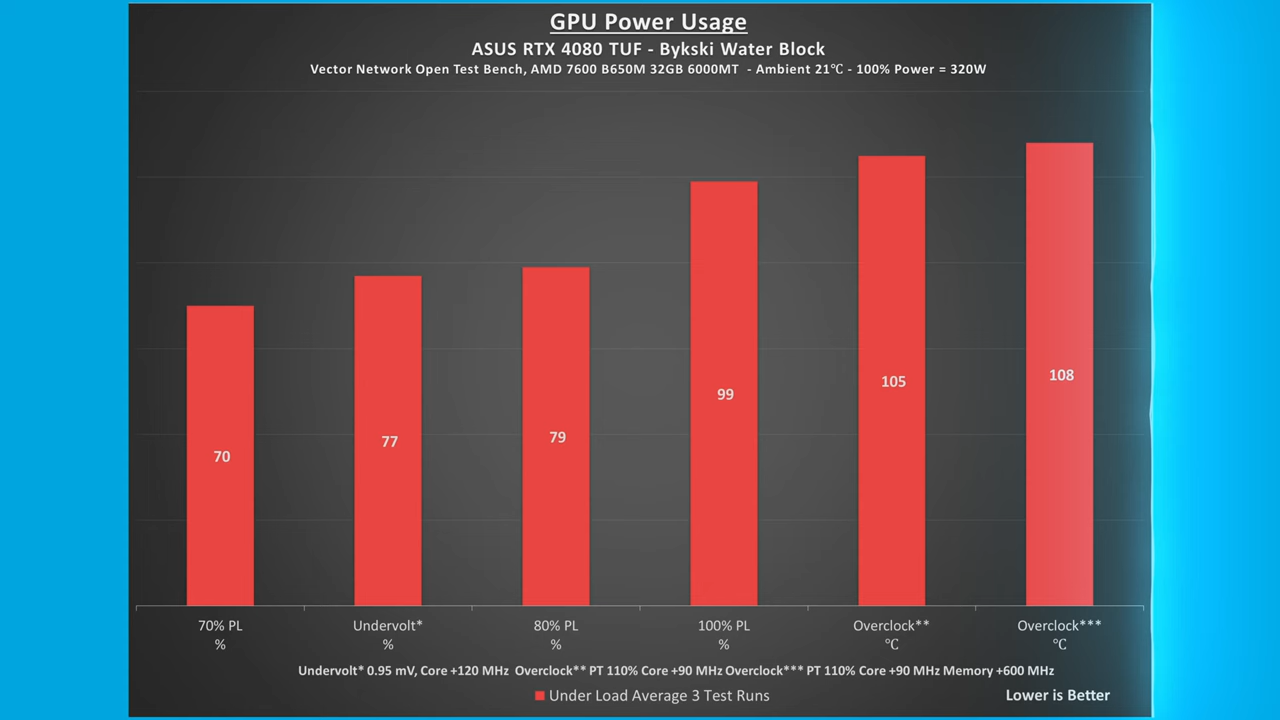 GPU Power Usage
ASUS RTX 4080 TUF - Bykski Water Block
Vector Network Open Test Bench, AMD 7600 B650M 32GB 6000MT - Ambient 21℃ - 100% Power = 320W
70
77
79
99
105
108
70% PL
%
Undervolt*
%
80% PL
%
100% PL
%
Overclock**
℃
Overclock***
℃
Undervolt* 0.95 mV, Core +120 MHz Overclock** PT 110% Core +90 MHz Overclock*** PT 110% Core +90 MHz Memory +600 MHz
Under Load Average 3 Test Runs
Lower is Better